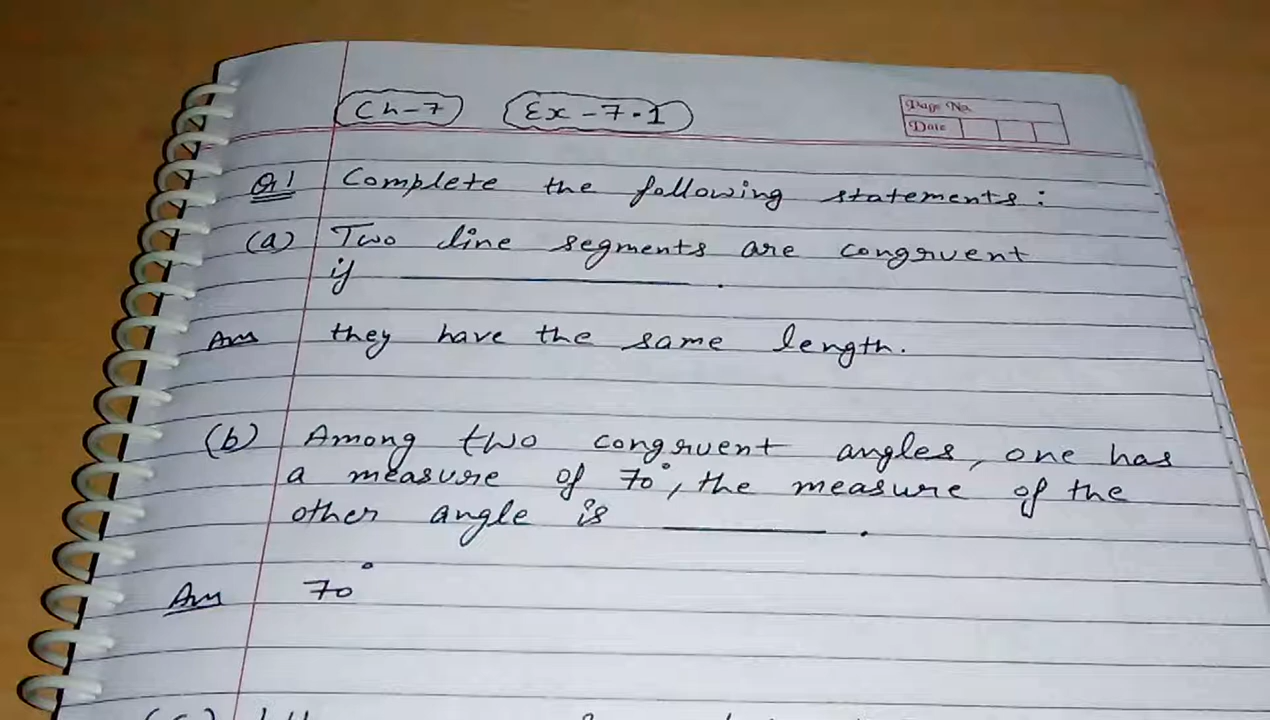 Ch-7 Ex-7.1
Page No.
Date
Q1 Complete the following statements:
(a) Two line segments are congruent
if ________.
Ans they have the same length.
(b) Among two congruent angles, one has
a measure of 70°, the measure of the
other angle is ________.
Ans 70°
(c)